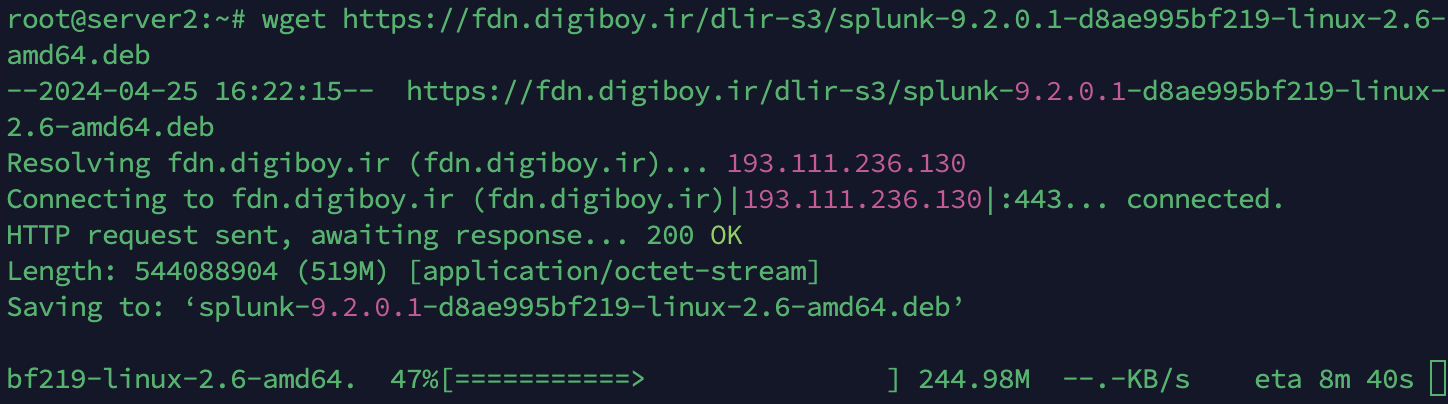 root@server2:~# wget https://fdn.digiboy.ir/dlir-s3/splunk-9.2.0.1-d8ae995bf219-linux-2.6-
amd64.deb
--2024-04-25 16:22:15--  https://fdn.digiboy.ir/dlir-s3/splunk-9.2.0.1-d8ae995bf219-linux-
2.6-amd64.deb
Resolving fdn.digiboy.ir (fdn.digiboy.ir)... 193.111.236.130
Connecting to fdn.digiboy.ir (fdn.digiboy.ir)|193.111.236.130|:443... connected.
HTTP request sent, awaiting response... 200 OK
Length: 544088904 (519M) [application/octet-stream]
Saving to: ‘splunk-9.2.0.1-d8ae995bf219-linux-2.6-amd64.deb’
bf219-linux-2.6-amd64.  47%[===========>               ] 244.98M  --.-KB/s    eta 8m 40s